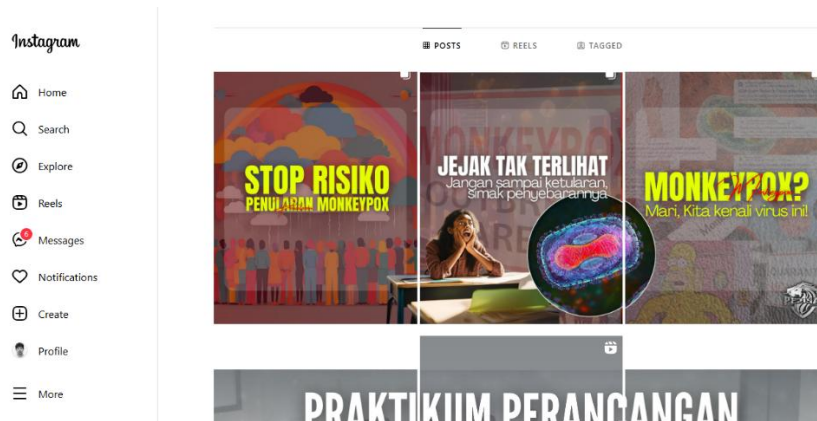 Instagram
Home
Search
Explore
Reels
6
Messages
Notifications
Create
Profile
More
POSTS
REELS
TAGGED
STOP RISIKO
PENULARAN MONKEYPOX
JEJAK TAK TERLIHAT
Jangan sampai ketularan,
simak penyebarannya
MONKEYPOX?
Mari, Kita kenali virus ini!
PRAKTIKUM PERANCANGAN